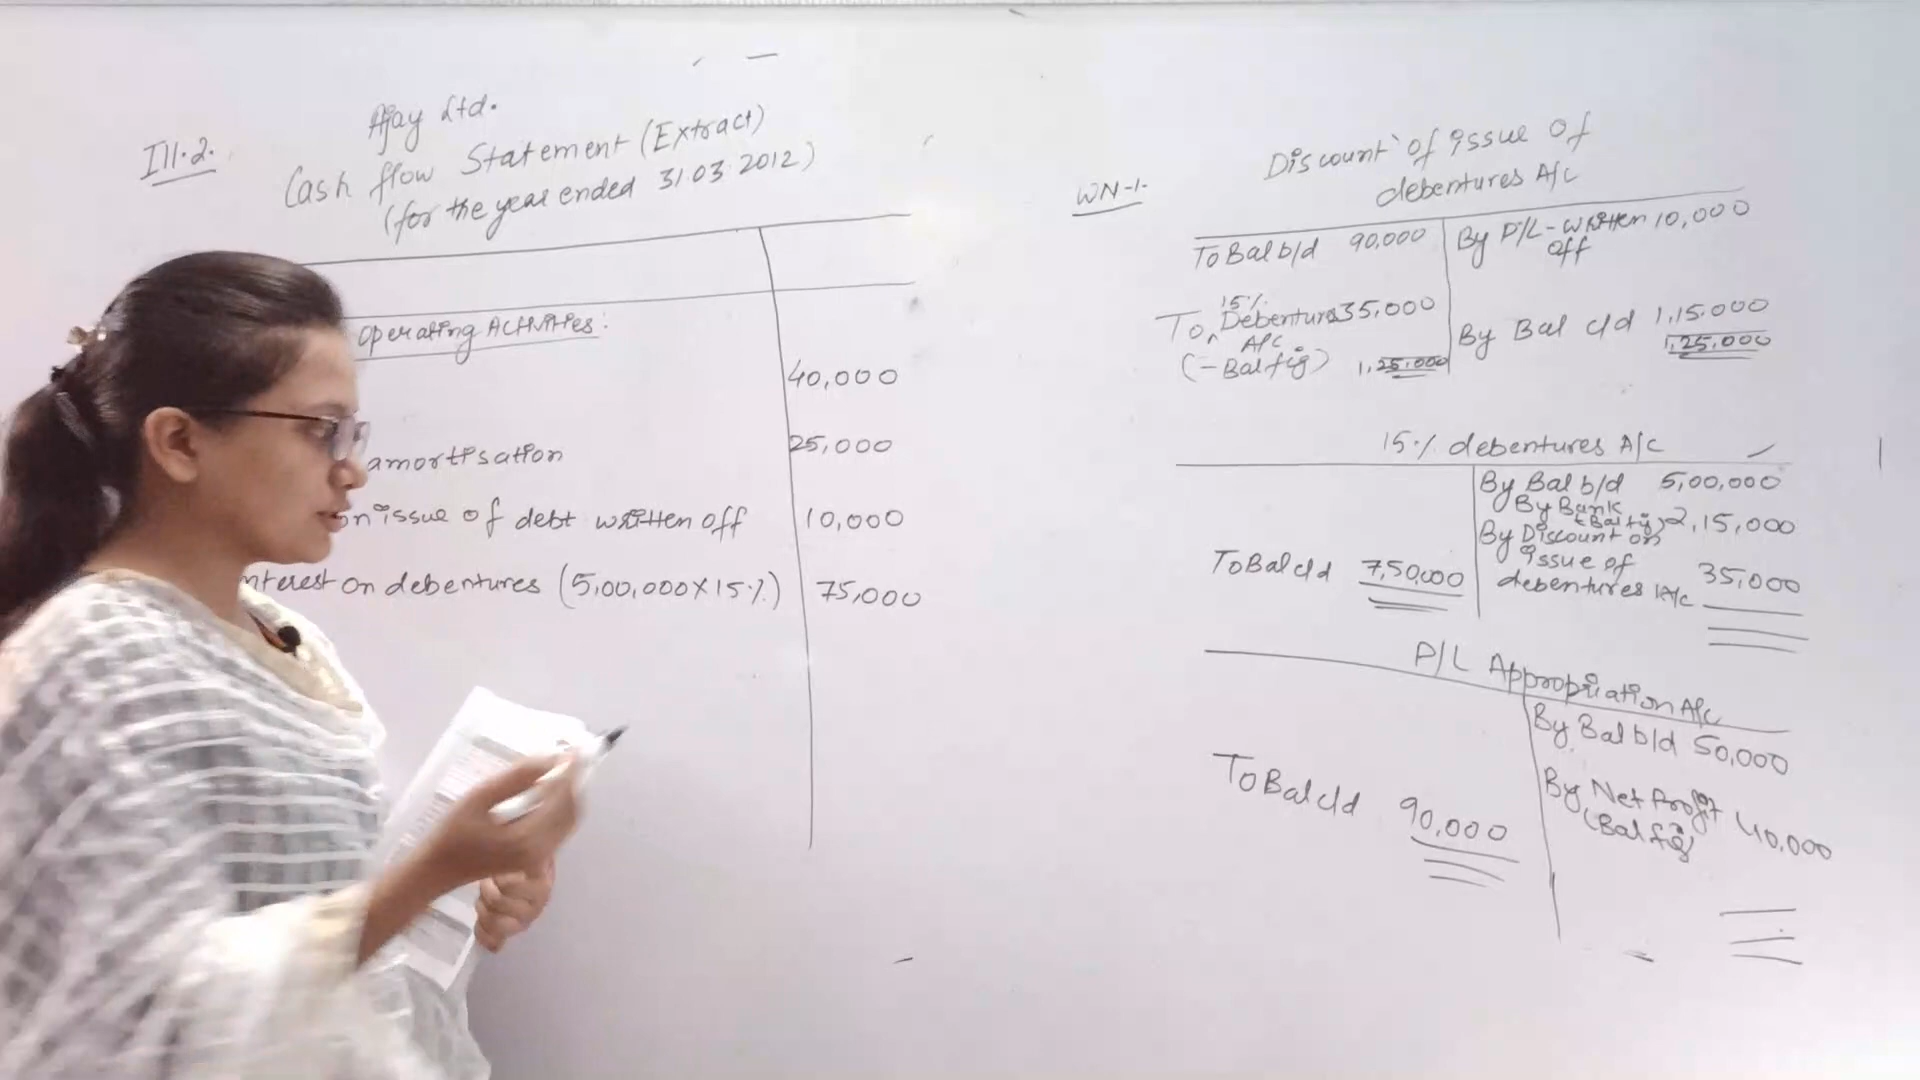 Ill.2.
Ajay Ltd.
Cash flow Statement (Extract)
(for the year ended 31.03.2012)
Operating Activities:
40,000
amortisation 25,000
on issue of debt written off 10,000
nterest on debentures (5,00,000x15%) 75,000
WN-1.
Discount of issue of
debentures A/c
To Bal b/d 90,000
By P/L - written off 10,000
To 15% Debentures A/c 35,000
(-Bal fig)
1,25,000
By Bal c/d 1,15,000
1,25,000
15% debentures A/c
By Bal b/d 5,00,000
By Bank
(Bal fig) 2,15,000
By Discount on
issue of
debentures A/c 35,000
To Bal c/d 7,50,000
P/L Appropriation A/c
By Bal b/d 50,000
By Net Profit 40,000
(Bal fig)
To Bal c/d 90,000